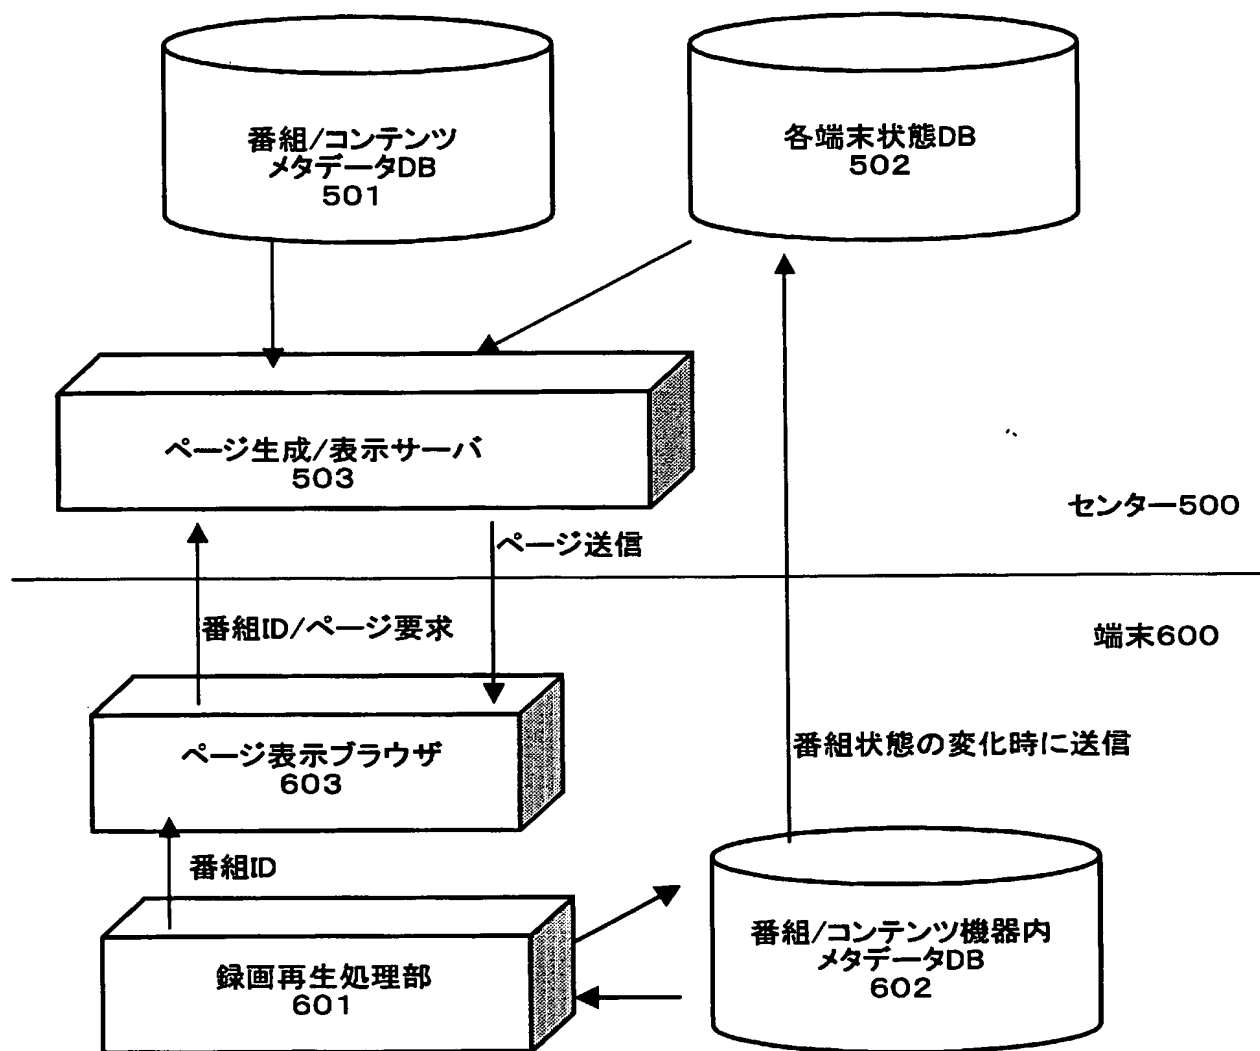 番組/コンテンツ
メタデータDB
501
各端末状態DB
502
ページ生成/表示サーバ
503
センター500
ページ送信
番組ID/ページ要求
端末600
ページ表示ブラウザ
603
番組状態の変化時に送信
番組ID
録画再生処理部
601
番組/コンテンツ機器内
メタデータDB
602